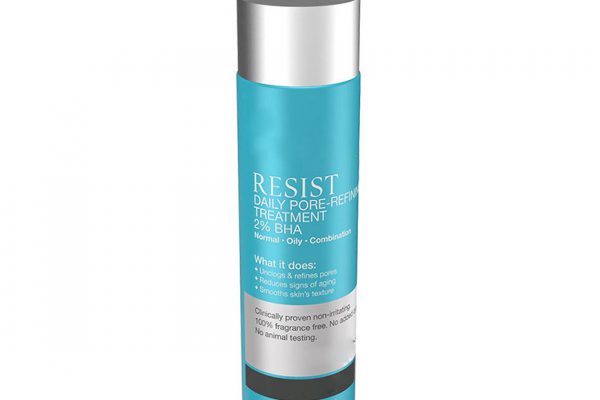 RESIST
DAILY PORE-REFININ
TREATMENT
2% BHA
Normal • Oily • Combination
What it does:
• Unclogs & refines pores
• Reduces signs of aging
• Smooths skin's texture
Clinically proven non-irritating.
100% fragrance free. No added
No animal testing.